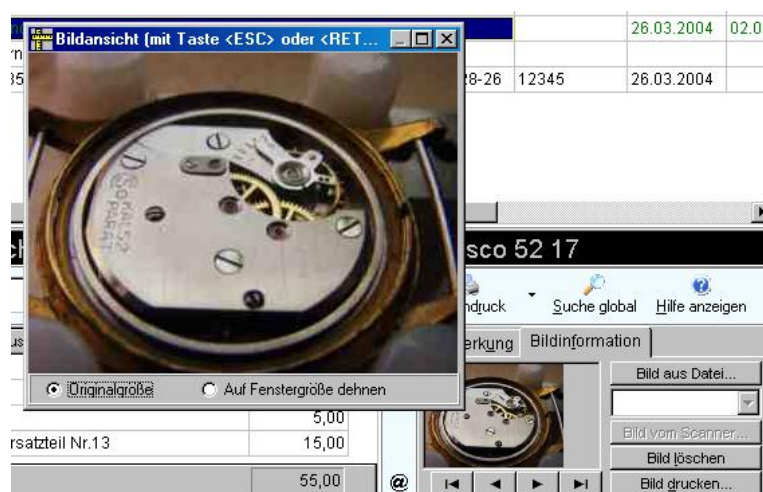 26.03.2004 02.0
Bildansicht (mit Taste <ESC> oder <RET...
28-26 12345 26.03.2004
sco 52 17
druck Suche global Hilfe anzeigen
erkung Bildinformation
Bild aus Datei...
Originalgröße Auf Fenstergröße dehnen
5,00
Bild vom Scanner...
rsatzteil Nr.13 15,00
Bild löschen
55,00 @ Bild drucken...